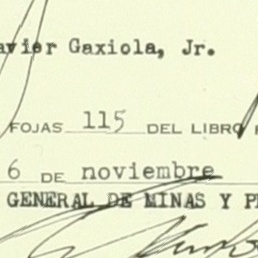 avier Gaxiola, Jr.
FOJAS 115 DEL LIBRO
6 DE noviembre
GENERAL DE MINAS Y P